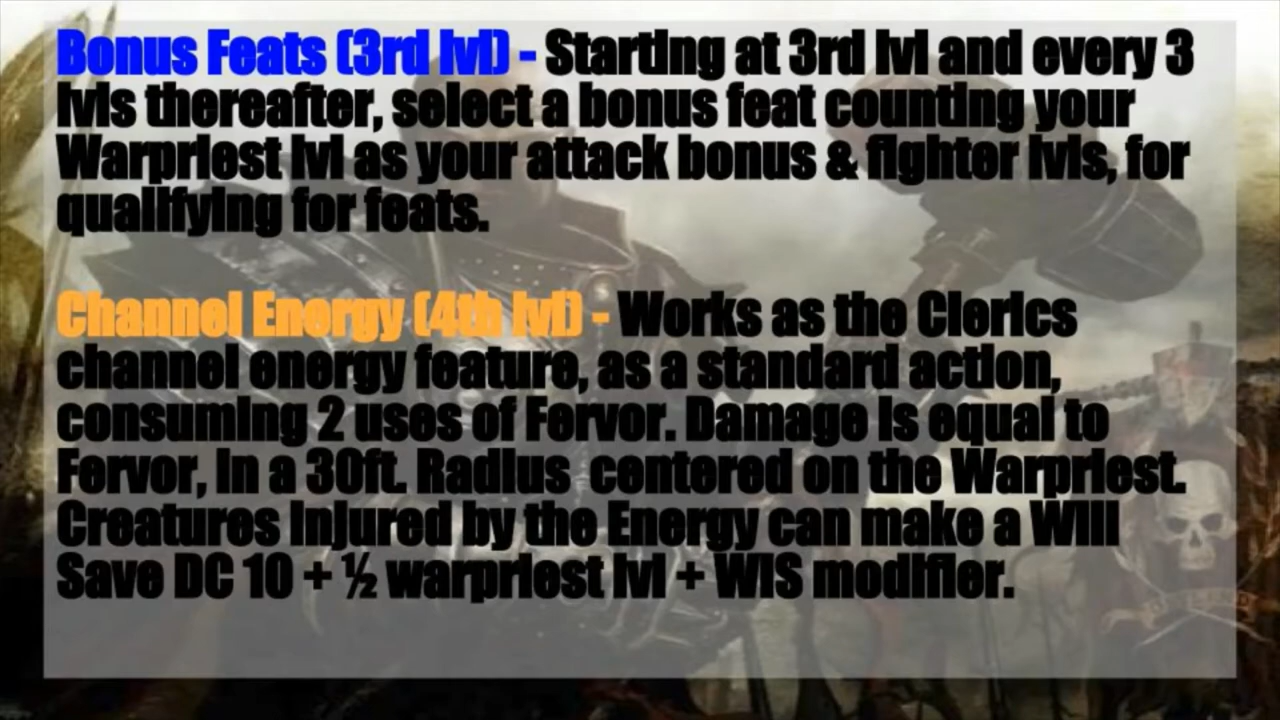 Bonus Feats (3rd lvl) - Starting at 3rd lvl and every 3
lvls thereafter, select a bonus feat counting your
Warpriest lvl as your attack bonus & fighter lvls, for
qualifying for feats.
Channel Energy (4th lvl) - Works as the Clerics
channel energy feature, as a standard action,
consuming 2 uses of Fervor. Damage is equal to
Fervor, in a 30ft. Radius centered on the Warpriest.
Creatures injured by the Energy can make a Will
Save DC 10 + ½ warpriest lvl + WIS modifier.